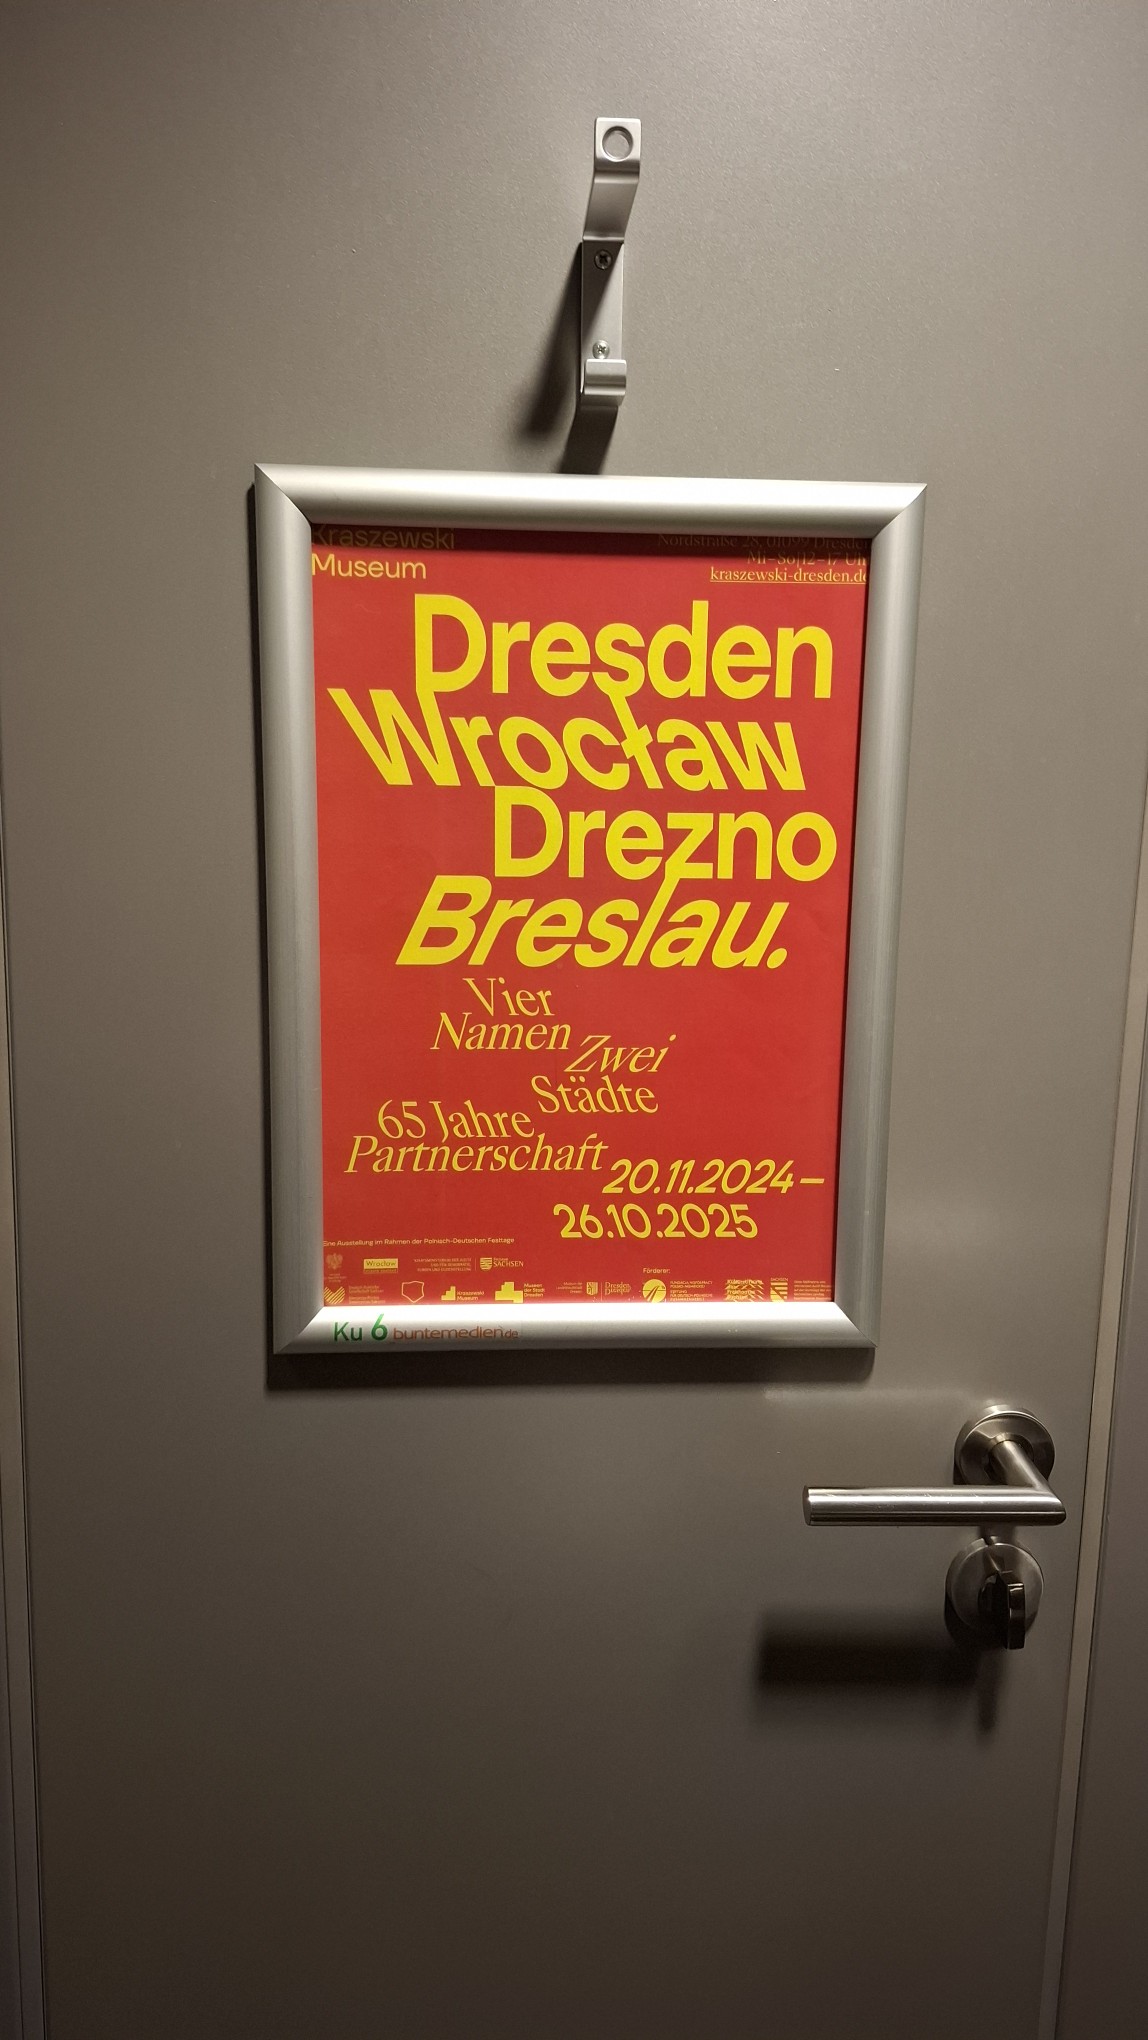 Kraszewski
Museum
Nordstraße 28, 01099 Dresden
Mi–So|12–17 Uhr
kraszewski-dresden.de
Dresden
Wrocław
Drezno
Breslau.
Vier
Namen
Zwei
Städte
65 Jahre
Partnerschaft
20.11.2024–
26.10.2025
Eine Ausstellung im Rahmen der Polnisch-Deutschen Festtage
Wrocław
SACHSEN
Förderer:
Kraszewski
Museum
Museen
der Stadt
Dresden
Dresden
Ku 6 buntemedien.de